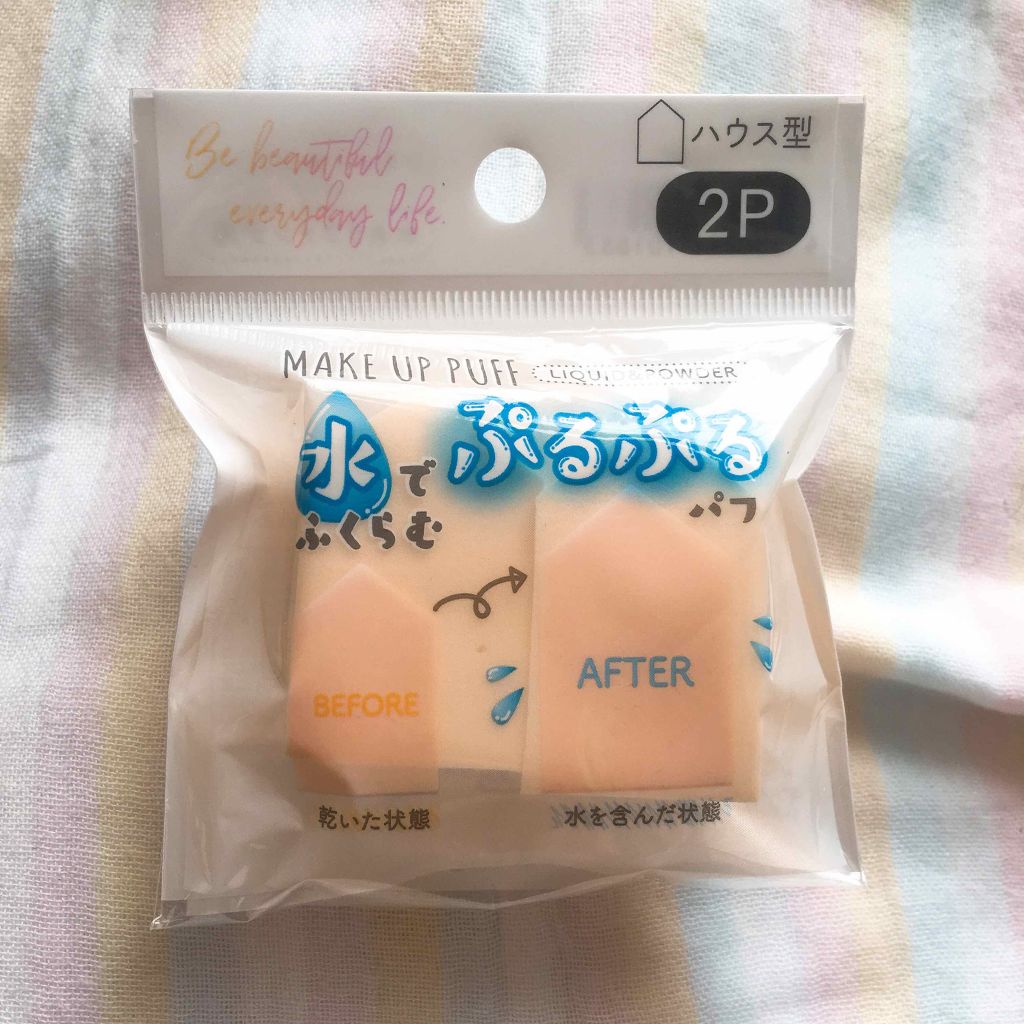 Be beautiful
everyday life.
ハウス型
2P
MAKE UP PUFF LIQUID&POWDER
水で ぷるぷる
ふくらむ パフ
BEFORE
AFTER
乾いた状態
水を含んだ状態